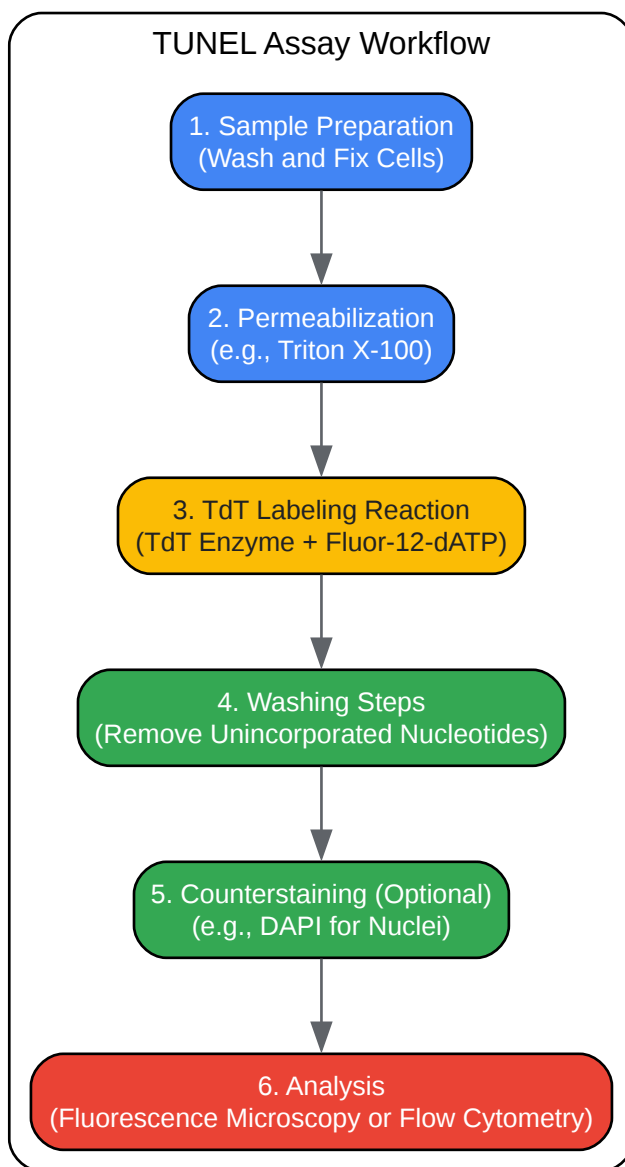 TUNEL Assay Workflow
1. Sample Preparation
(Wash and Fix Cells)
2. Permeabilization
(e.g., Triton X-100)
3. TdT Labeling Reaction
(TdT Enzyme + Fluor-12-dATP)
4. Washing Steps
(Remove Unincorporated Nucleotides)
5. Counterstaining (Optional)
(e.g., DAPI for Nuclei)
6. Analysis
(Fluorescence Microscopy or Flow Cytometry)